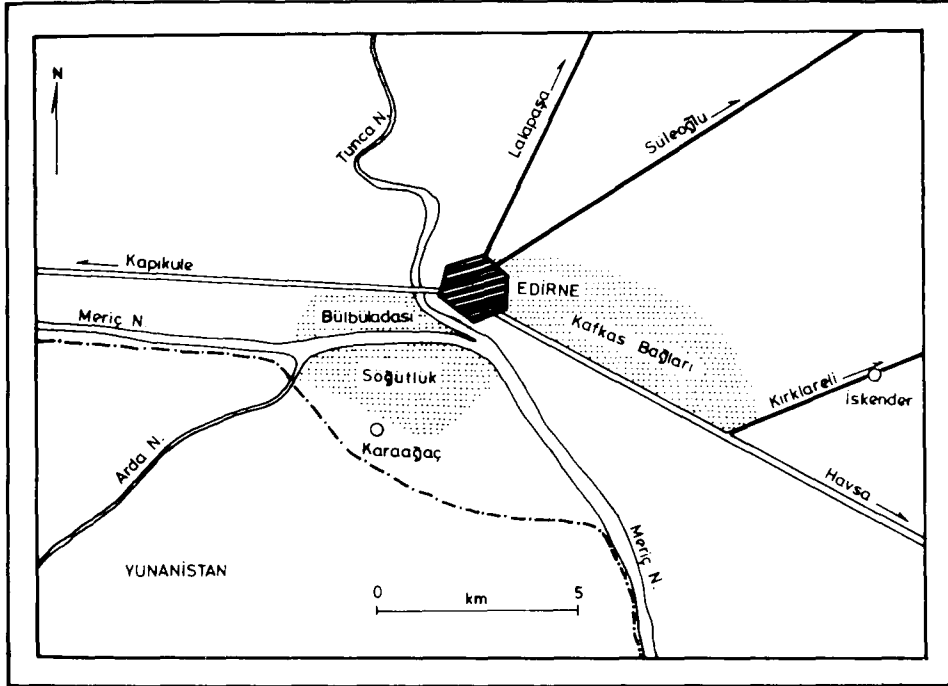 N
Tunca N.
Lalapaşa
Süleoğlu
Kapıkule
EDİRNE
Meriç N
Bülbüladası
Kafkas Bağları
Söğütlük
Kırklareli
İskender
Karaağaç
Arda N.
Havsa
Meriç N.
YUNANİSTAN
0 5
km